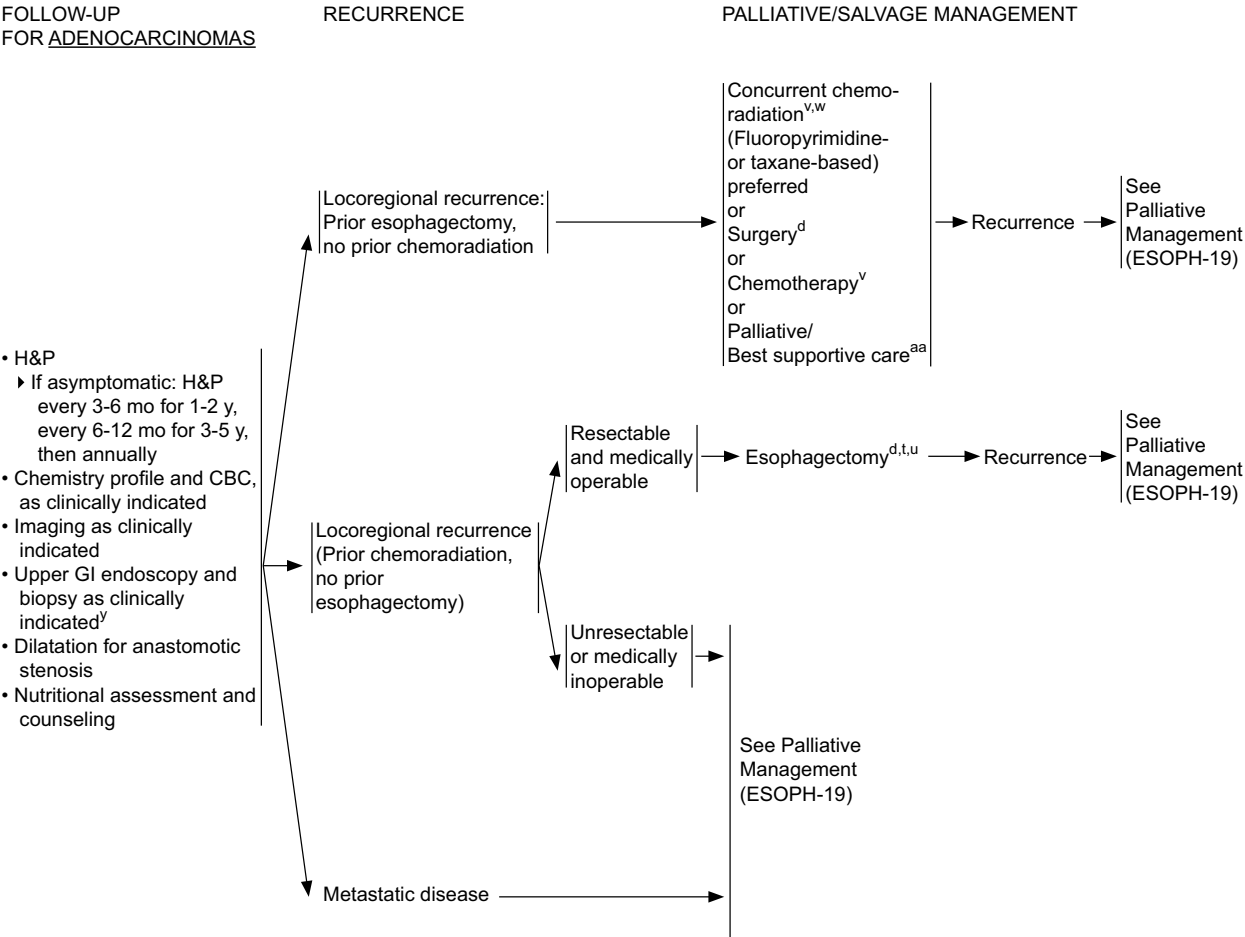 FOLLOW-UP
FOR ADENOCARCINOMAS
RECURRENCE
PALLIATIVE/SALVAGE MANAGEMENT
• H&P
▸ If asymptomatic: H&P
every 3-6 mo for 1-2 y,
every 6-12 mo for 3-5 y,
then annually
• Chemistry profile and CBC,
as clinically indicated
• Imaging as clinically
indicated
• Upper GI endoscopy and
biopsy as clinically
indicatedy
• Dilatation for anastomotic
stenosis
• Nutritional assessment and
counseling
Locoregional recurrence:
Prior esophagectomy,
no prior chemoradiation
Concurrent chemo-
radiationv,w
(Fluoropyrimidine-
or taxane-based)
preferred
or
Surgeryd
or
Chemotherapyv
or
Palliative/
Best supportive careaa
Recurrence
See
Palliative
Management
(ESOPH-19)
Locoregional recurrence
(Prior chemoradiation,
no prior
esophagectomy)
Resectable
and medically
operable
Esophagectomyd,t,u
Recurrence
See
Palliative
Management
(ESOPH-19)
Unresectable
or medically
inoperable
See Palliative
Management
(ESOPH-19)
Metastatic disease